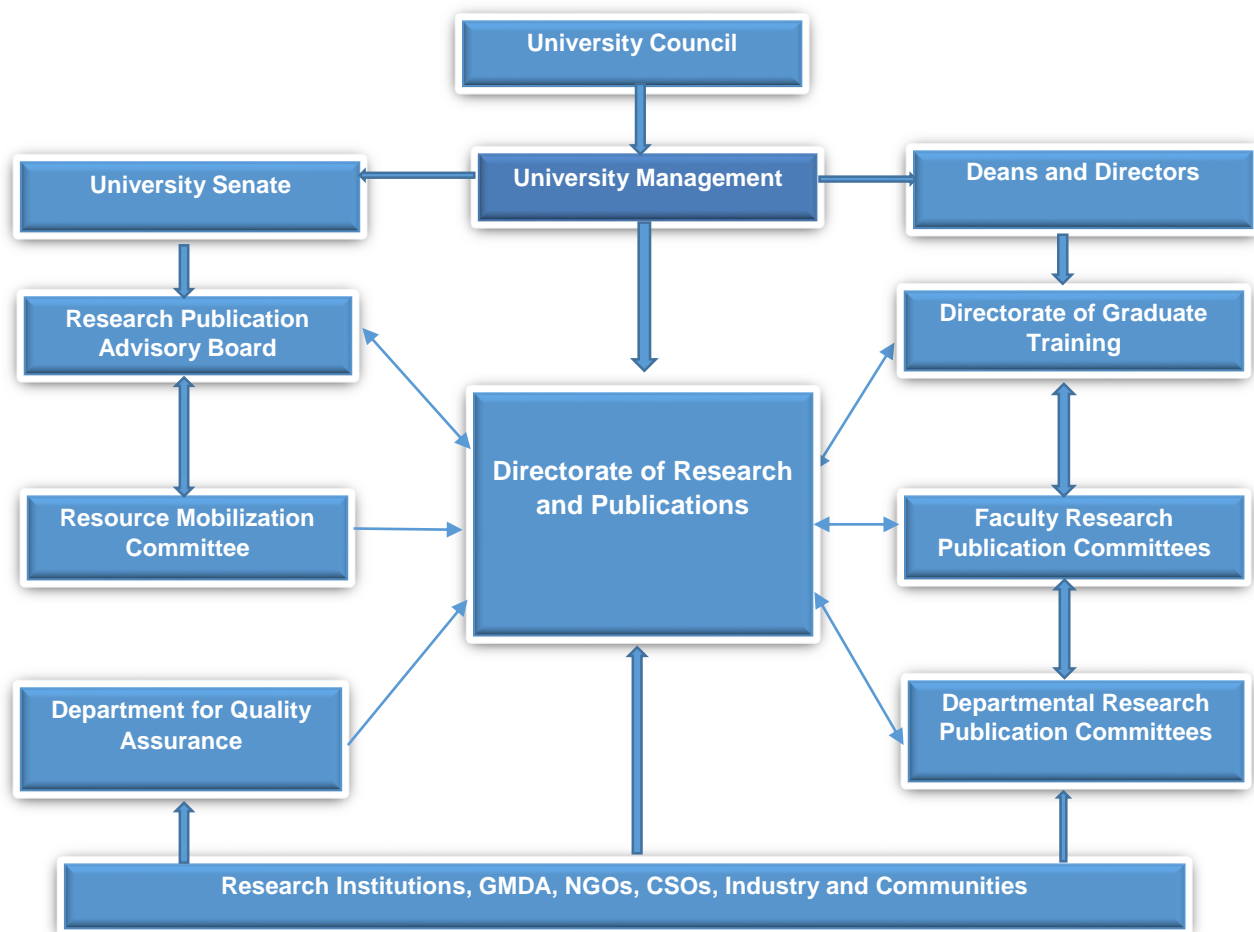 University Council
University Senate
University Management
Deans and Directors
Research Publication
Advisory Board
Directorate of Graduate
Training
Directorate of Research
and Publications
Resource Mobilization
Committee
Faculty Research
Publication Committees
Department for Quality
Assurance
Departmental Research
Publication Committees
Research Institutions, GMDA, NGOs, CSOs, Industry and Communities